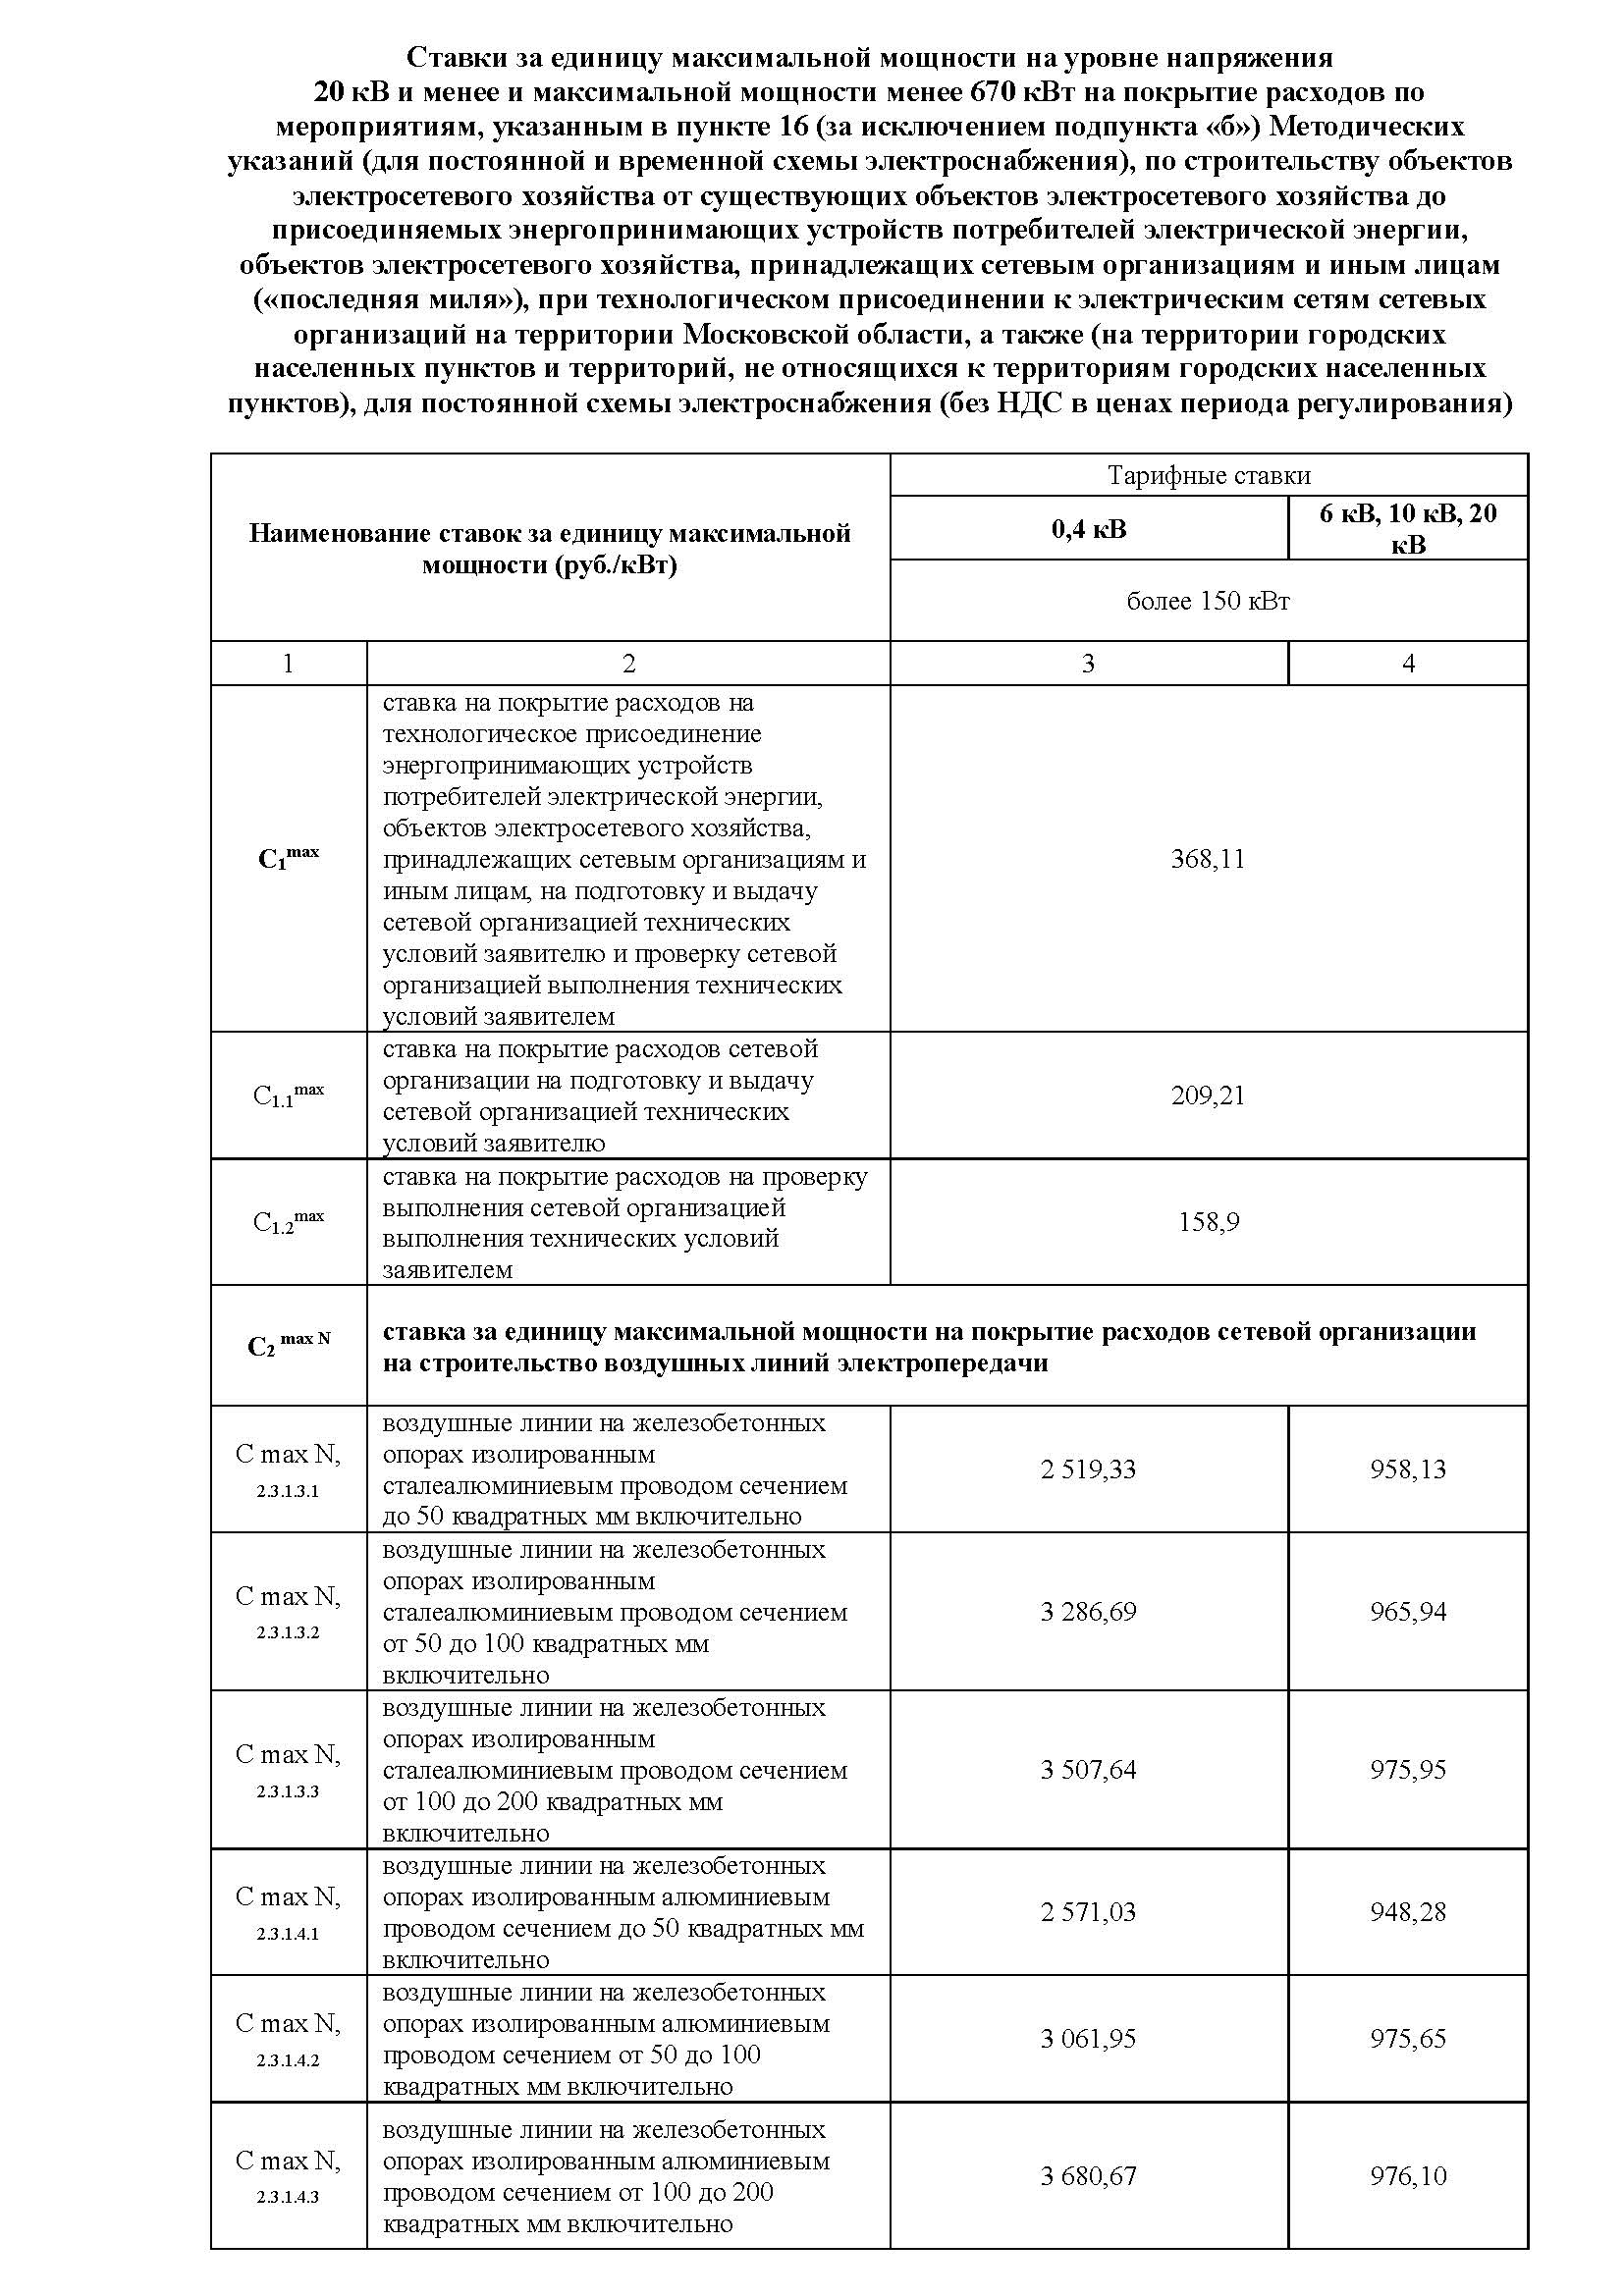 Ставки за единицу максимальной мощности на уровне напряжения
20 кВ и менее и максимальной мощности менее 670 кВт на покрытие расходов по
мероприятиям, указанным в пункте 16 (за исключением подпункта «б») Методических
указаний (для постоянной и временной схемы электроснабжения), по строительству объектов
электросетевого хозяйства от существующих объектов электросетевого хозяйства до
присоединяемых энергопринимающих устройств потребителей электрической энергии,
объектов электросетевого хозяйства, принадлежащих сетевым организациям и иным лицам
(«последняя миля»), при технологическом присоединении к электрическим сетям сетевых
организаций на территории Московской области, а также (на территории городских
населенных пунктов и территорий, не относящихся к территориям городских населенных
пунктов), для постоянной схемы электроснабжения (без НДС в ценах периода регулирования)
Наименование ставок за единицу максимальной
мощности (руб./кВт)
Тарифные ставки
0,4 кВ
6 кВ, 10 кВ, 20
кВ
более 150 кВт
1 2 3 4
C1max
ставка на покрытие расходов на
технологическое присоединение
энергопринимающих устройств
потребителей электрической энергии,
объектов электросетевого хозяйства,
принадлежащих сетевым организациям и
иным лицам, на подготовку и выдачу
сетевой организацией технических
условий заявителю и проверку сетевой
организацией выполнения технических
условий заявителем
368,11
C1.1max
ставка на покрытие расходов сетевой
организации на подготовку и выдачу
сетевой организацией технических
условий заявителю
209,21
C1.2max
ставка на покрытие расходов на проверку
выполнения сетевой организацией
выполнения технических условий
заявителем
158,9
C2 max N
ставка за единицу максимальной мощности на покрытие расходов сетевой организации
на строительство воздушных линий электропередачи
C max N,
2.3.1.3.1
воздушные линии на железобетонных
опорах изолированным
сталеалюминиевым проводом сечением
до 50 квадратных мм включительно
2 519,33
958,13
C max N,
2.3.1.3.2
воздушные линии на железобетонных
опорах изолированным
сталеалюминиевым проводом сечением
от 50 до 100 квадратных мм
включительно
3 286,69
965,94
C max N,
2.3.1.3.3
воздушные линии на железобетонных
опорах изолированным
сталеалюминиевым проводом сечением
от 100 до 200 квадратных мм
включительно
3 507,64
975,95
C max N,
2.3.1.4.1
воздушные линии на железобетонных
опорах изолированным алюминиевым
проводом сечением до 50 квадратных мм
включительно
2 571,03
948,28
C max N,
2.3.1.4.2
воздушные линии на железобетонных
опорах изолированным алюминиевым
проводом сечением от 50 до 100
квадратных мм включительно
3 061,95
975,65
C max N,
2.3.1.4.3
воздушные линии на железобетонных
опорах изолированным алюминиевым
проводом сечением от 100 до 200
квадратных мм включительно
3 680,67
976,10